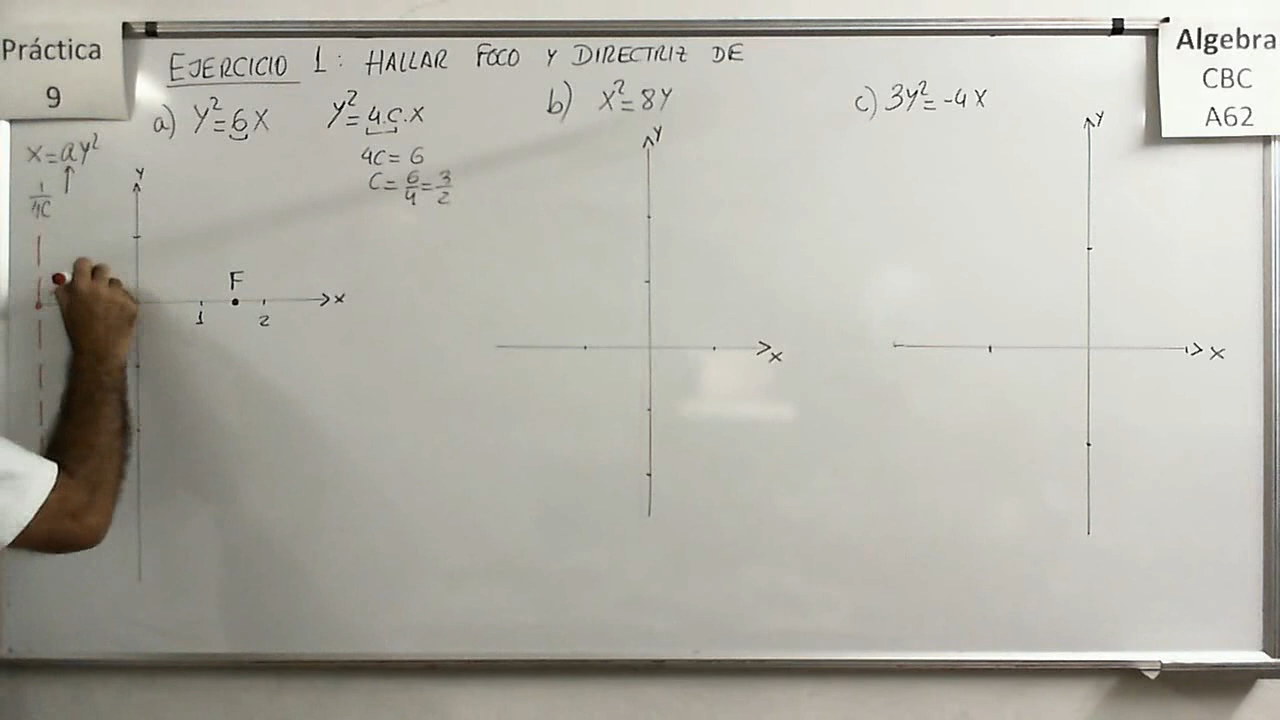 Práctica
9
Algebra
CBC
A62
EJERCICIO 1: HALLAR FOCO Y DIRECTRIZ DE
a) Y²=6X
Y²=4.C.X
4C=6
C=6/4=3/2
X=aY²
1/4C
Y
F
X
1
2
b) X²=8Y
Y
X
c) 3Y²=-4X
Y
X